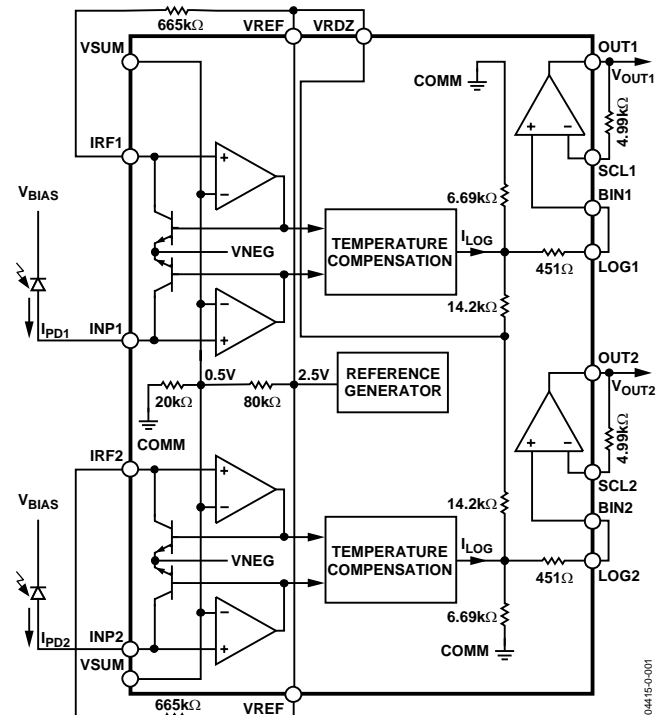 665kΩ
VREF
VRDZ
VSUM
OUT1
COMM
VOUT1
4.99kΩ
IRF1
SCL1
VBIAS
6.69kΩ
BIN1
VNEG
TEMPERATURE
COMPENSATION
ILOG
451Ω
LOG1
14.2kΩ
IPD1
INP1
OUT2
0.5V
2.5V
REFERENCE
GENERATOR
VOUT2
20kΩ
80kΩ
COMM
4.99kΩ
IRF2
SCL2
VBIAS
14.2kΩ
BIN2
VNEG
TEMPERATURE
COMPENSATION
ILOG
451Ω
LOG2
6.69kΩ
IPD2
INP2
COMM
VSUM
665kΩ
VREF
04415-0-001